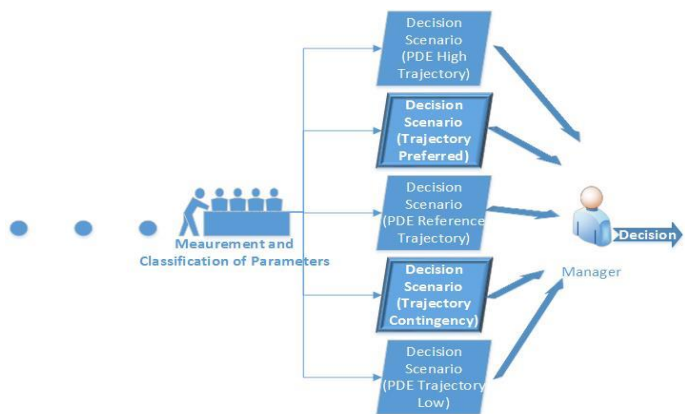 Decision
Scenario
(PDE High
Trajectory)
Decision
Scenario
(Trajectory
Preferred)
Decision
Scenario
(PDE Reference
Trajectory)
Meaurement and
Classification of Parameters
Decision
Scenario
(Trajectory
Contingency)
Decision
Scenario
(PDE Trajectory
Low)
Manager
Decision